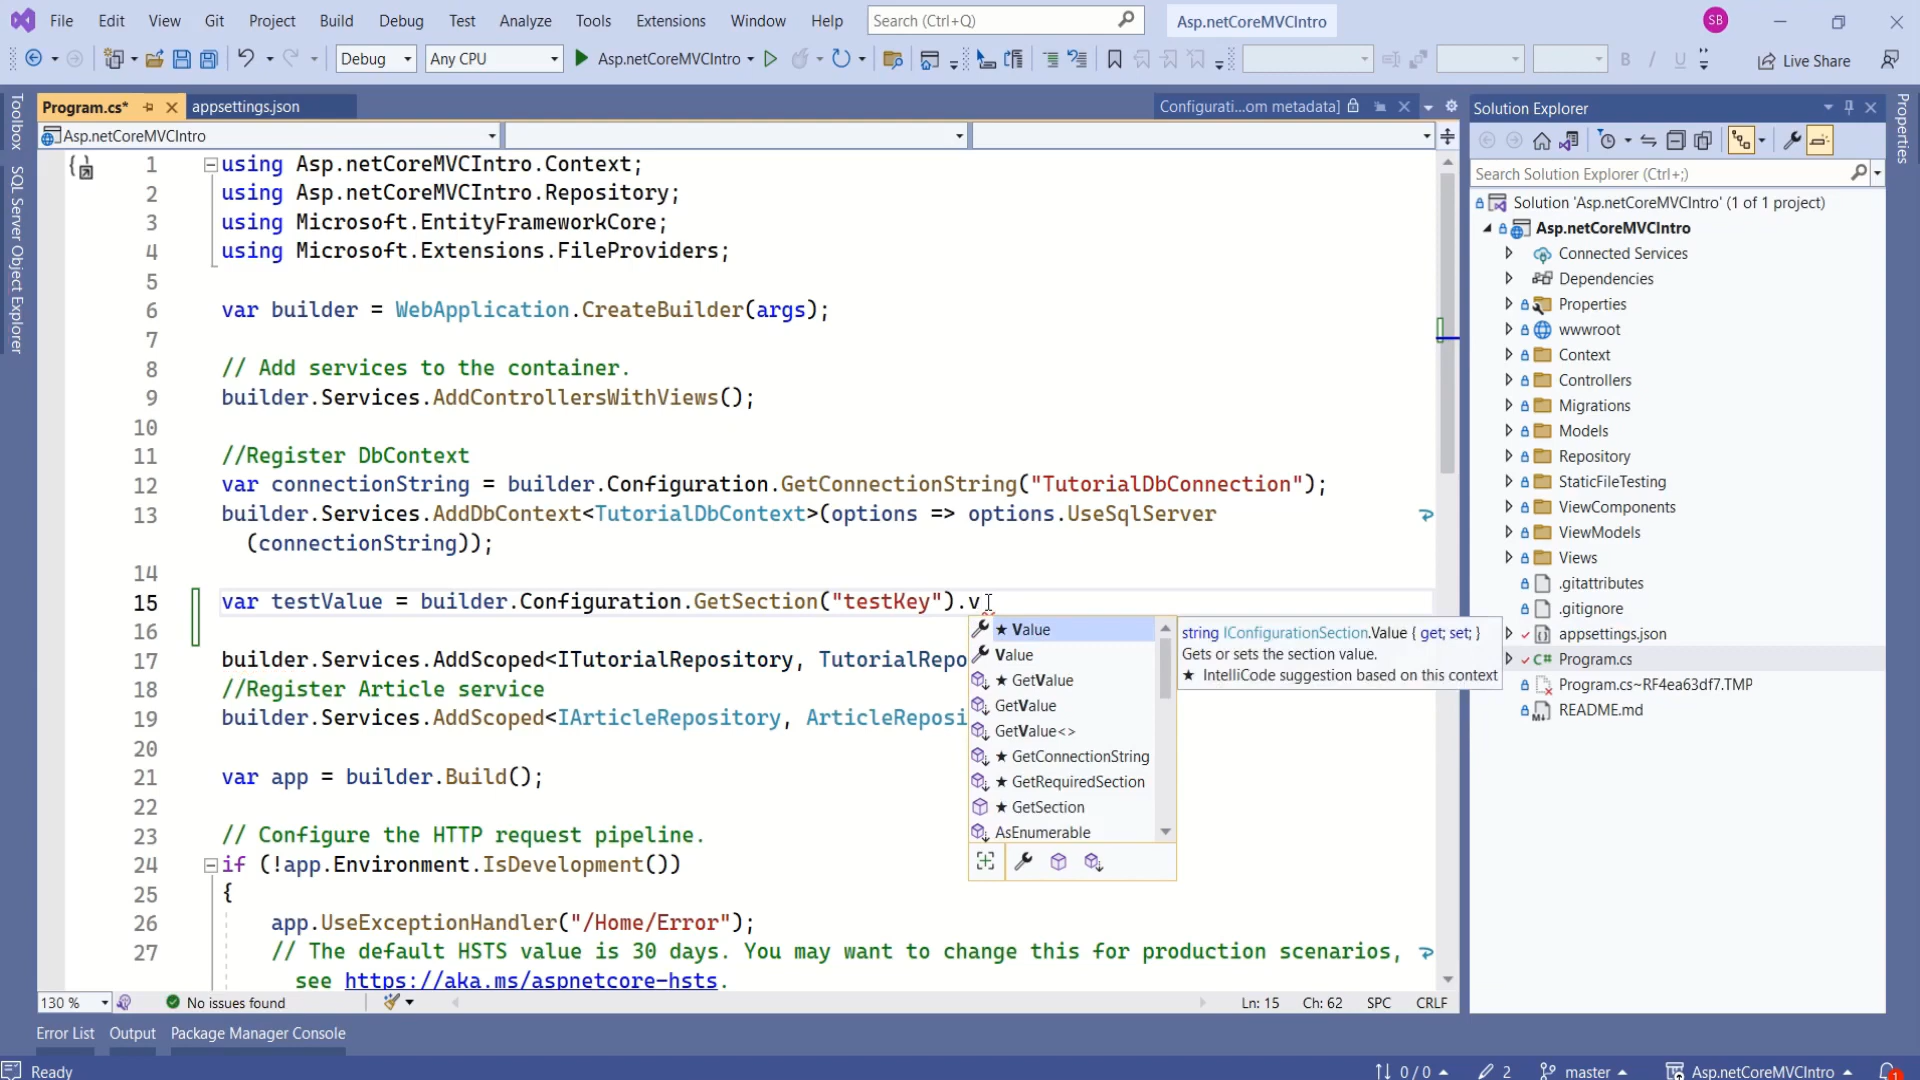 File Edit View Git Project Build Debug Test Analyze Tools Extensions Window Help Search (Ctrl+Q) Asp.netCoreMVCIntro SB
Debug Any CPU Asp.netCoreMVCIntro Live Share
Toolbox
SQL Server Object Explorer
Program.cs* appsettings.json Configurati...om metadata]
Asp.netCoreMVCIntro
1 using Asp.netCoreMVCIntro.Context;
2 using Asp.netCoreMVCIntro.Repository;
3 using Microsoft.EntityFrameworkCore;
4 using Microsoft.Extensions.FileProviders;
5
6 var builder = WebApplication.CreateBuilder(args);
7
8 // Add services to the container.
9 builder.Services.AddControllersWithViews();
10
11 //Register DbContext
12 var connectionString = builder.Configuration.GetConnectionString("TutorialDbConnection");
13 builder.Services.AddDbContext<TutorialDbContext>(options => options.UseSqlServer
(connectionString));
14
15 var testValue = builder.Configuration.GetSection("testKey").v
16
17 builder.Services.AddScoped<ITutorialRepository, TutorialRepo
18 //Register Article service
19 builder.Services.AddScoped<IArticleRepository, ArticleReposi
20
21 var app = builder.Build();
22
23 // Configure the HTTP request pipeline.
24 if (!app.Environment.IsDevelopment())
25 {
26 app.UseExceptionHandler("/Home/Error");
27 // The default HSTS value is 30 days. You may want to change this for production scenarios,
see https://aka.ms/aspnetcore-hsts.
★ Value
Value
★ GetValue
GetValue
GetValue<>
★ GetConnectionString
★ GetRequiredSection
★ GetSection
AsEnumerable
string IConfigurationSection.Value { get; set; }
Gets or sets the section value.
★ IntelliCode suggestion based on this context
Solution Explorer
Search Solution Explorer (Ctrl+;)
Solution 'Asp.netCoreMVCIntro' (1 of 1 project)
Asp.netCoreMVCIntro
Connected Services
Dependencies
Properties
wwwroot
Context
Controllers
Migrations
Models
Repository
StaticFileTesting
ViewComponents
ViewModels
Views
.gitattributes
.gitignore
appsettings.json
C# Program.cs
Program.cs~RF4ea63df7.TMP
README.md
Properties
130 % No issues found Ln: 15 Ch: 62 SPC CRLF
Error List Output Package Manager Console
Ready 0 / 0 2 master Asp.netCoreMVCIntro 1